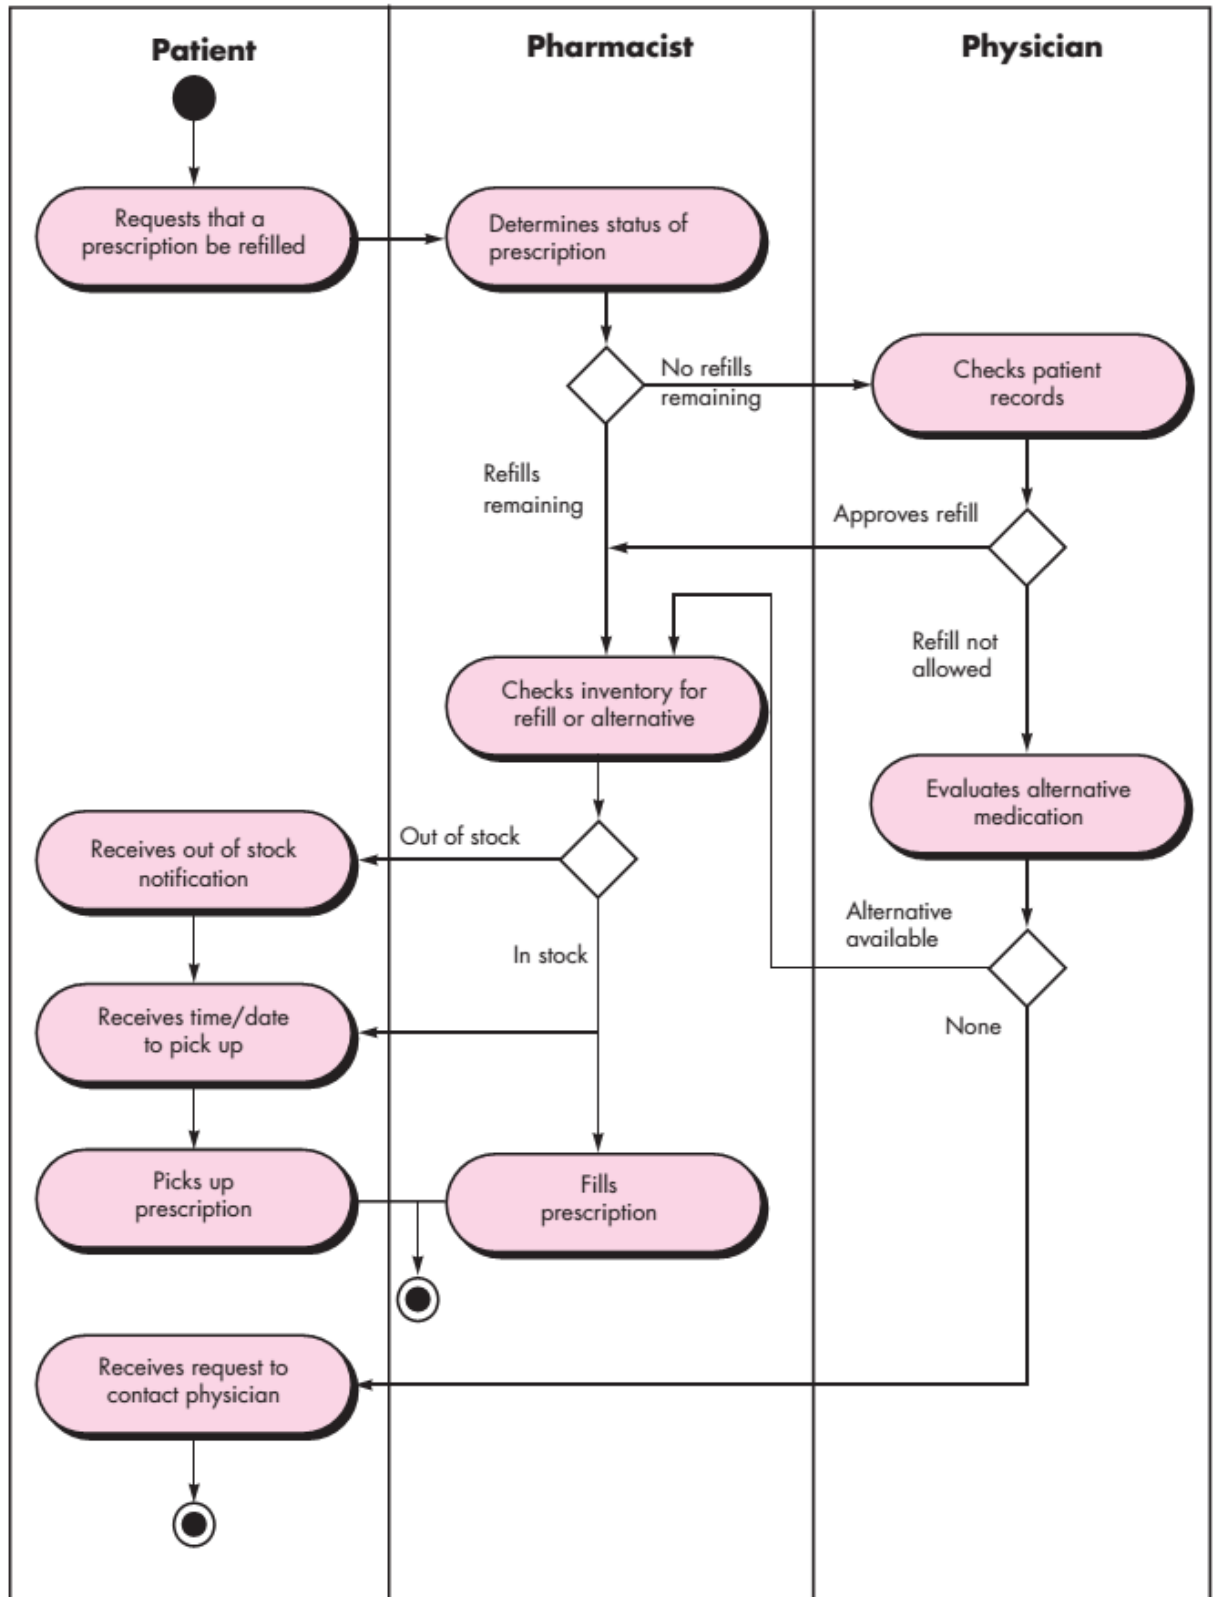 Patient
Pharmacist
Physician
Requests that a
prescription be refilled
Determines status of
prescription
No refills
remaining
Checks patient
records
Refills
remaining
Approves refill
Refill not
allowed
Checks inventory for
refill or alternative
Evaluates alternative
medication
Out of stock
Receives out of stock
notification
In stock
Alternative
available
Receives time/date
to pick up
None
Picks up
prescription
Fills
prescription
Receives request to
contact physician